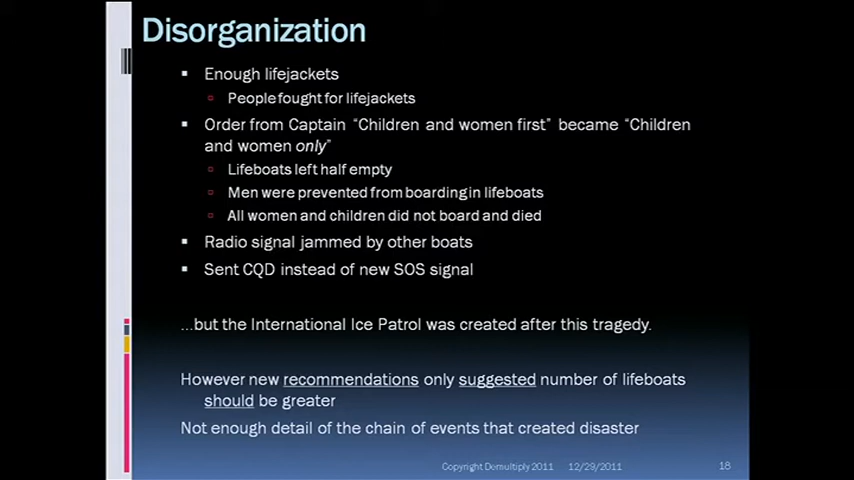 Disorganization
▪ Enough lifejackets
▫ People fought for lifejackets
▪ Order from Captain “Children and women first” became “Children
and women only”
▫ Lifeboats left half empty
▫ Men were prevented from boarding in lifeboats
▫ All women and children did not board and died
▪ Radio signal jammed by other boats
▪ Sent CQD instead of new SOS signal
...but the International Ice Patrol was created after this tragedy.
However new recommendations only suggested number of lifeboats
should be greater
Not enough detail of the chain of events that created disaster
Copyright Demultiply 2011 12/29/2011 18